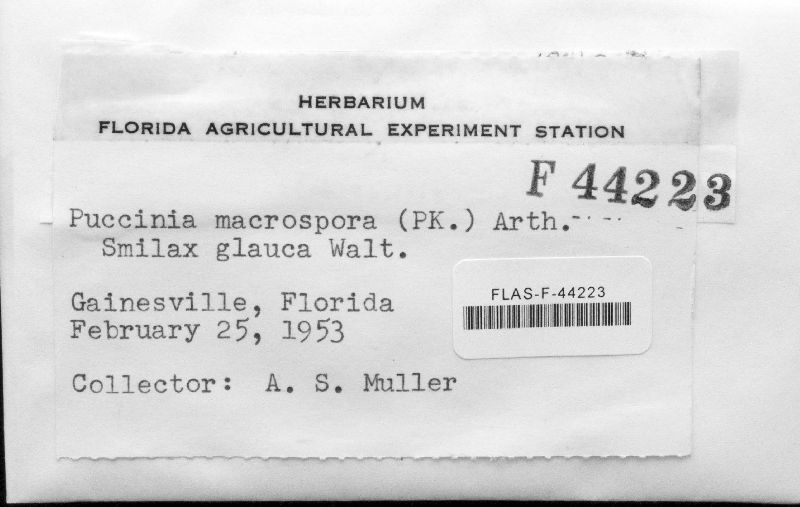 HERBARIUM
FLORIDA AGRICULTURAL EXPERIMENT STATION
F 44223
Puccinia macrospora (PK.) Arth.
Smilax glauca Walt.
FLAS-F-44223
Gainesville, Florida
February 25, 1953
Collector: A. S. Muller